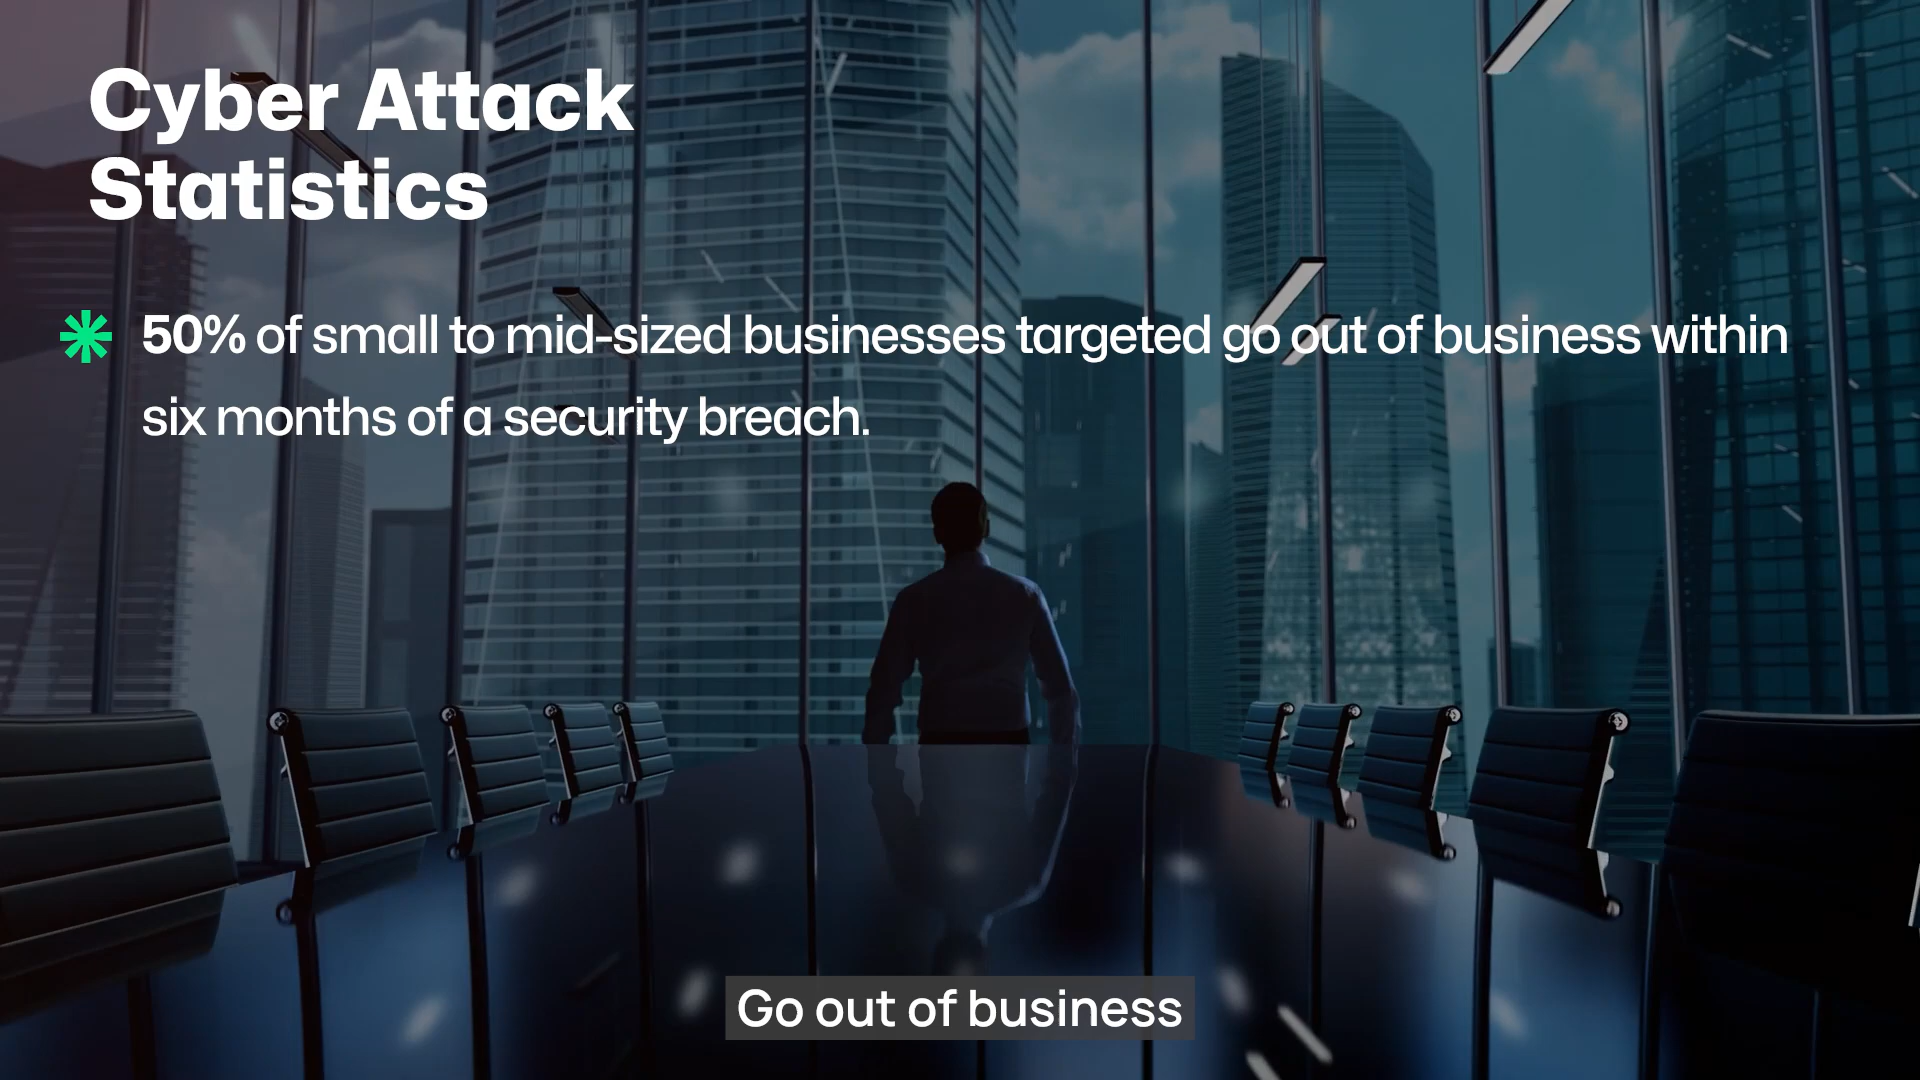 Cyber Attack
Statistics
50% of small to mid-sized businesses targeted go out of business within
six months of a security breach.
Go out of business